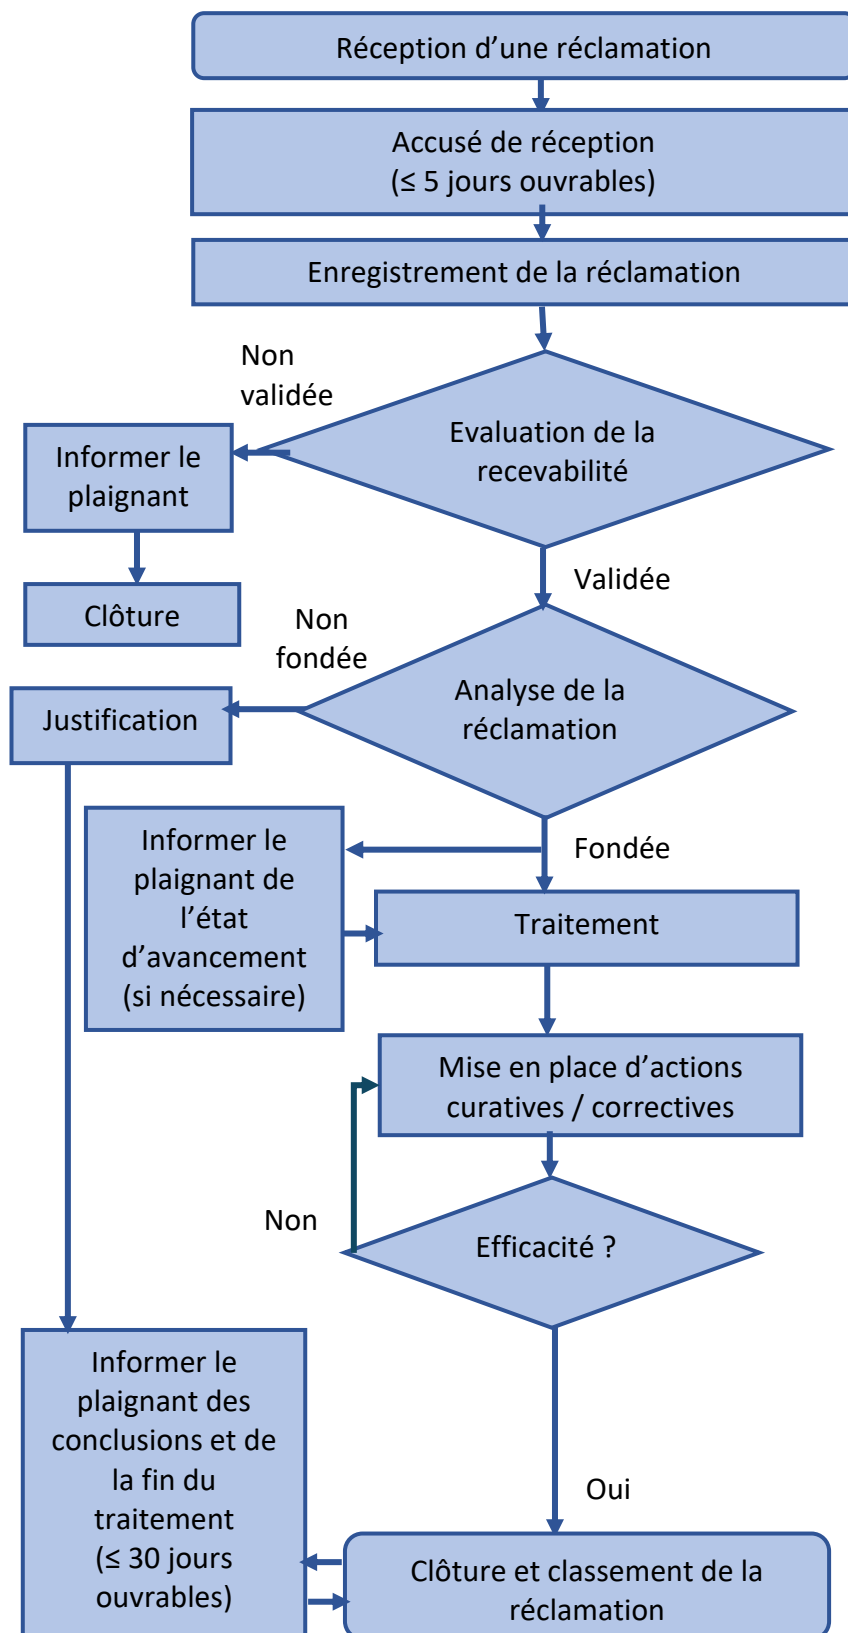 Réception d’une réclamation
Accusé de réception
(≤ 5 jours ouvrables)
Enregistrement de la réclamation
Non
validée
Evaluation de la
recevabilité
Informer le
plaignant
Validée
Clôture
Non
fondée
Analyse de la
réclamation
Justification
Fondée
Informer le
plaignant de
l’état
d’avancement
(si nécessaire)
Traitement
Mise en place d’actions
curatives / correctives
Non
Efficacité ?
Informer le
plaignant des
conclusions et de
la fin du
traitement
(≤ 30 jours
ouvrables)
Oui
Clôture et classement de la
réclamation